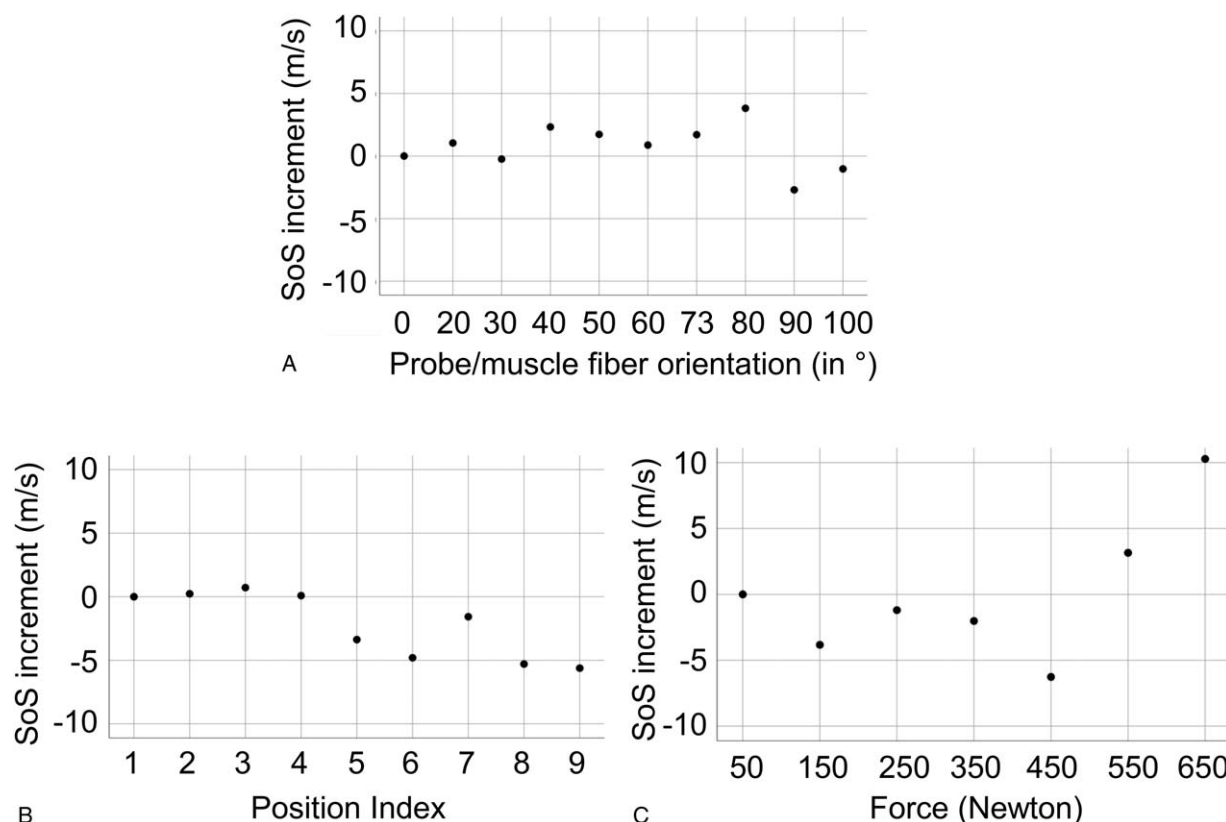 SoS increment (m/s)
10
5
0
-5
-10
0 20 30 40 50 60 73 80 90 100
Probe/muscle fiber orientation (in °)
A
SoS increment (m/s)
10
5
0
-5
-10
1 2 3 4 5 6 7 8 9
Position Index
B
SoS increment (m/s)
10
5
0
-5
-10
50 150 250 350 450 550 650
Force (Newton)
C